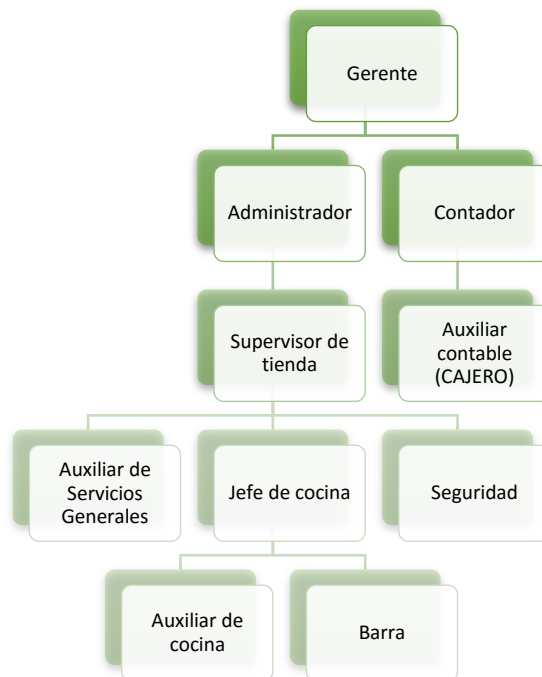 Gerente
Administrador
Contador
Supervisor de
tienda
Auxiliar
contable
(CAJERO)
Auxiliar de
Servicios
Generales
Jefe de cocina
Seguridad
Auxiliar de
cocina
Barra